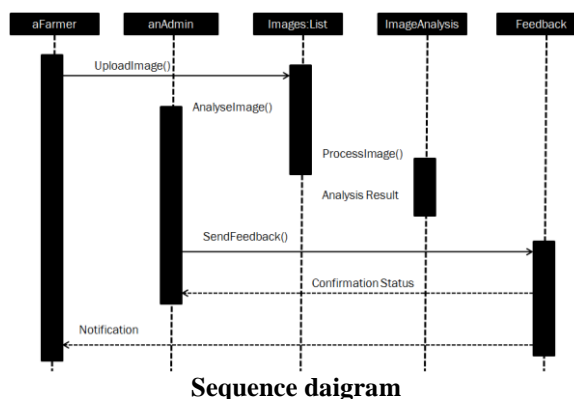 aFarmer anAdmin Images:List ImageAnalysis Feedback
UploadImage()
AnalyseImage()
ProcessImage()
Analysis Result
SendFeedback()
Confirmation Status
Notification
Sequence daigram